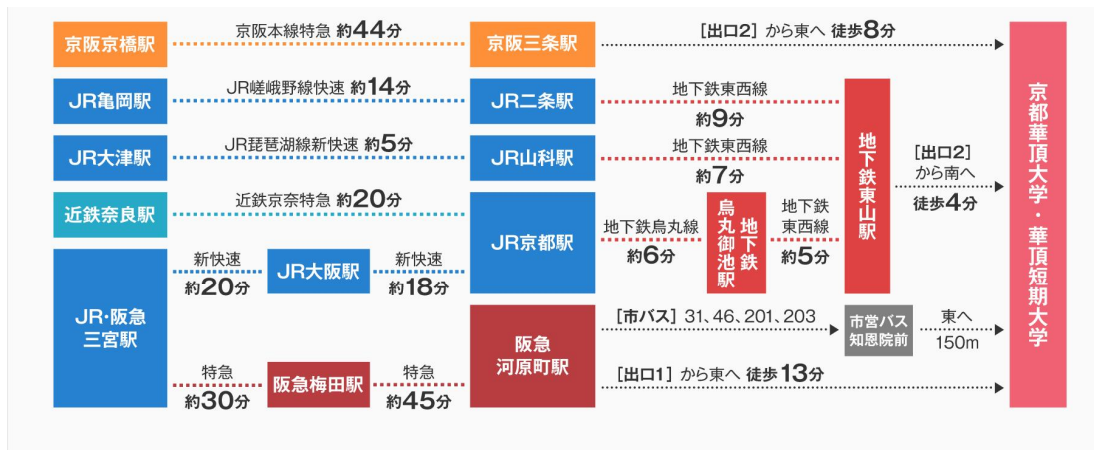 京阪京橋駅
京阪本線特急 約44分
京阪三条駅
[出口2] から東へ 徒歩8分
JR亀岡駅
JR嵯峨野線快速 約14分
JR二条駅
地下鉄東西線
約9分
JR大津駅
JR琵琶湖線新快速 約5分
JR山科駅
地下鉄東西線
約7分
近鉄奈良駅
近鉄京奈特急 約20分
JR京都駅
地下鉄烏丸線
約6分
地下鉄
烏丸御池駅
地下鉄
東西線
約5分
地下鉄東山駅
[出口2]
から南へ
徒歩4分
JR・阪急
三宮駅
新快速
約20分
JR大阪駅
新快速
約18分
特急
約30分
阪急梅田駅
特急
約45分
阪急
河原町駅
[市バス] 31、46、201、203
市営バス
知恩院前
東へ
150m
[出口1] から東へ 徒歩13分
京都華頂大学・華頂短期大学